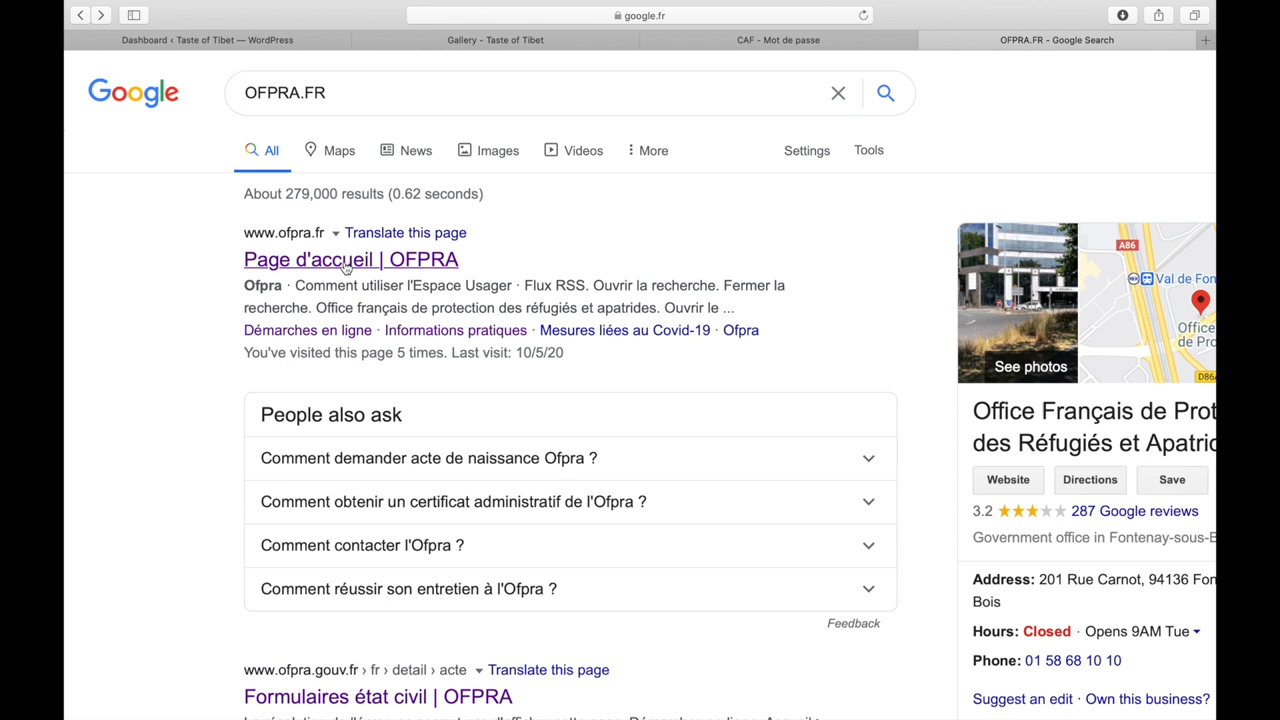 google.fr
Dashboard ‹ Taste of Tibet — WordPress
Gallery - Taste of Tibet
CAF - Mot de passe
OFPRA.FR - Google Search
Google
OFPRA.FR
All
Maps
News
Images
Videos
More
Settings
Tools
About 279,000 results (0.62 seconds)
www.ofpra.fr Translate this page
Page d'accueil | OFPRA
Ofpra · Comment utiliser l'Espace Usager · Flux RSS. Ouvrir la recherche. Fermer la
recherche. Office français de protection des réfugiés et apatrides. Ouvrir le ...
Démarches en ligne · Informations pratiques · Mesures liées au Covid-19 · Ofpra
You've visited this page 5 times. Last visit: 10/5/20
People also ask
Comment demander acte de naissance Ofpra ?
Comment obtenir un certificat administratif de l'Ofpra ?
Comment contacter l'Ofpra ?
Comment réussir son entretien à l'Ofpra ?
Feedback
www.ofpra.gouv.fr › fr › detail › acte Translate this page
Formulaires état civil | OFPRA
A86
Val de Fon
Office
de Pro
D86A
See photos
Office Français de Prot
des Réfugiés et Apatric
Website
Directions
Save
3.2 287 Google reviews
Government office in Fontenay-sous-B
Address: 201 Rue Carnot, 94136 Fon
Bois
Hours: Closed · Opens 9AM Tue
Phone: 01 58 68 10 10
Suggest an edit · Own this business?